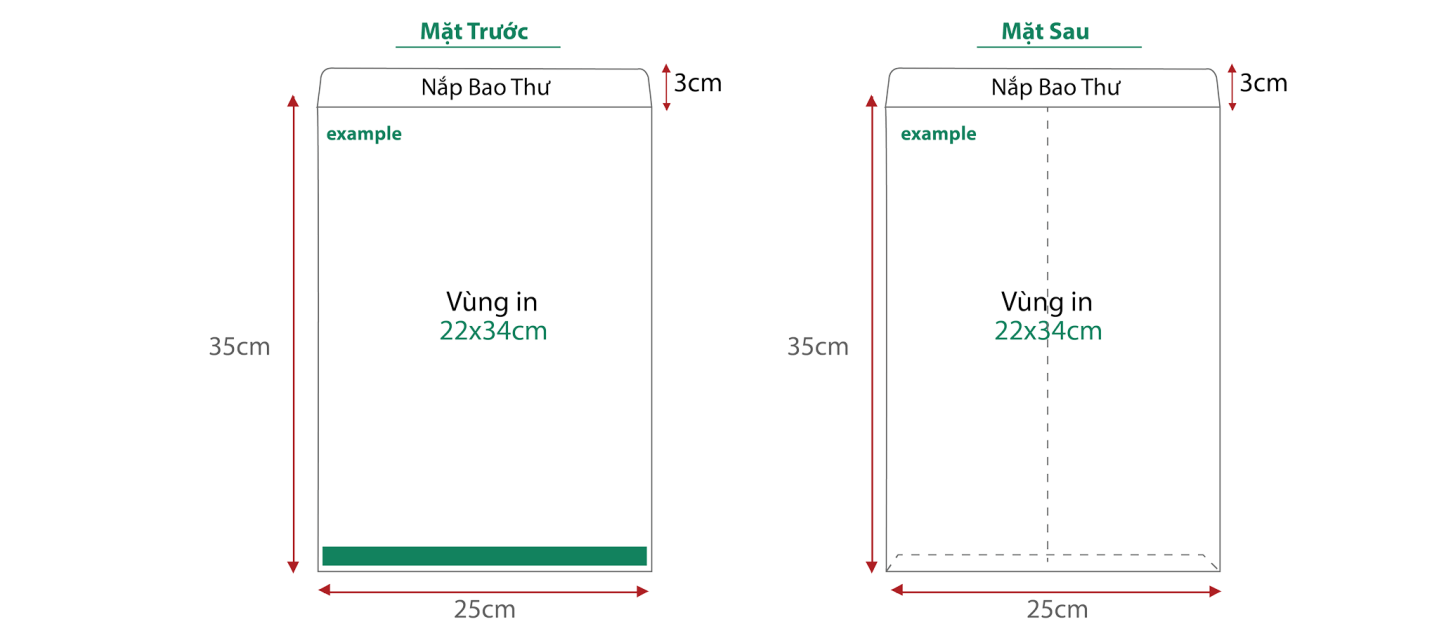 Mặt Trước
Nắp Bao Thư
3cm
example
Vùng in
22x34cm
35cm
25cm
Mặt Sau
Nắp Bao Thư
3cm
example
Vùng in
22x34cm
35cm
25cm